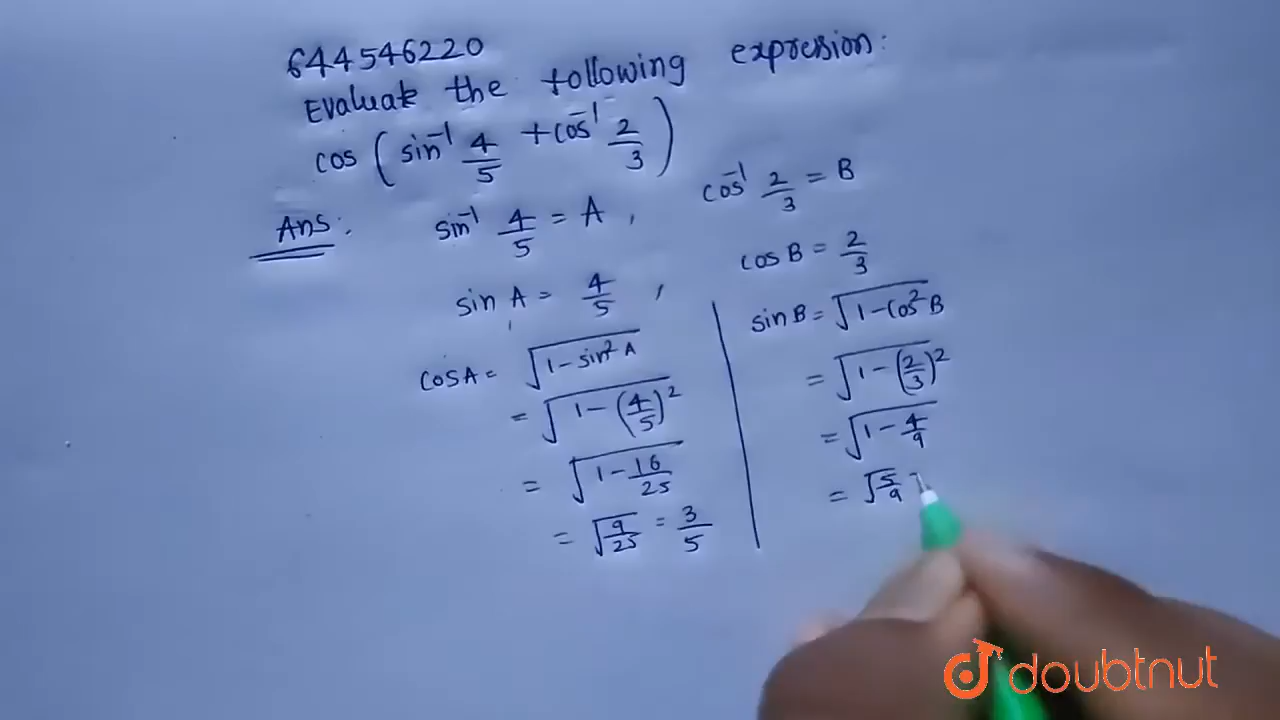 644546220
Evaluate the following expression:
cos (sin⁻¹ 4/5 + cos⁻¹ 2/3)
Ans: sin⁻¹ 4/5 = A, cos⁻¹ 2/3 = B
sin A = 4/5, cos B = 2/3
cos A = √(1 - sin² A)
= √(1 - (4/5)²)
= √(1 - 16/25)
= √(9/25) = 3/5
sin B = √(1 - cos² B)
= √(1 - (2/3)²)
= √(1 - 4/9)
= √(5/9) =
doubtnut